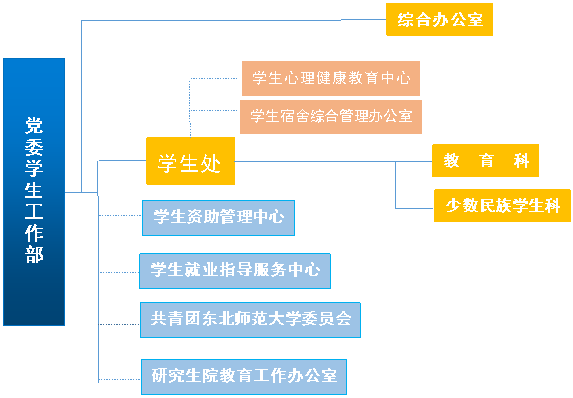 综合办公室
党委学生工作部
学生心理健康教育中心
学生宿舍综合管理办公室
学生处
教 育 科
少数民族学生科
学生资助管理中心
学生就业指导服务中心
共青团东北师范大学委员会
研究生院教育工作办公室